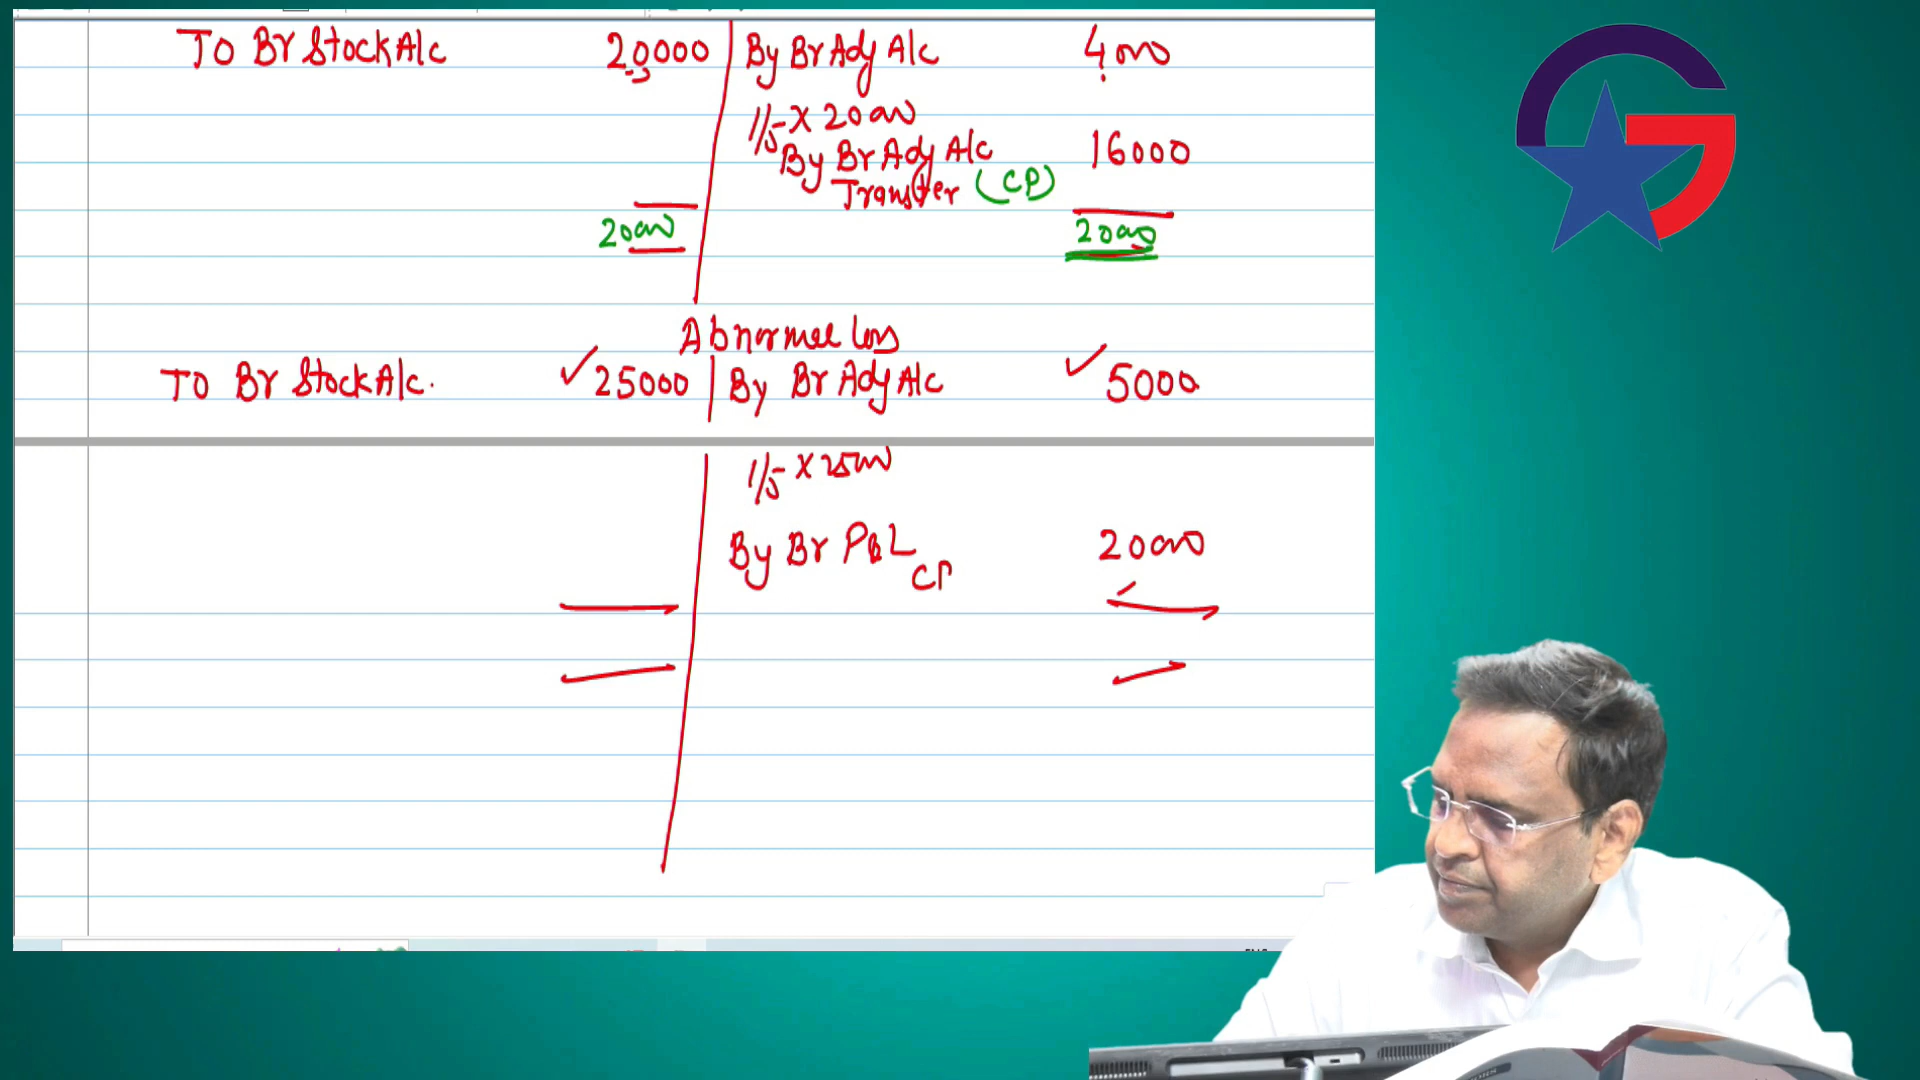 To Br Stock A/c 20000 By Br Adj A/c 4000
1/5 x 20000
By Br Adj A/c 16000
Transfer (CP)
20000 20000
Abnormal loss
To Br Stock A/c. 25000 By Br Adj A/c 5000
1/5 x 25000
By Br P&L 20000
CP